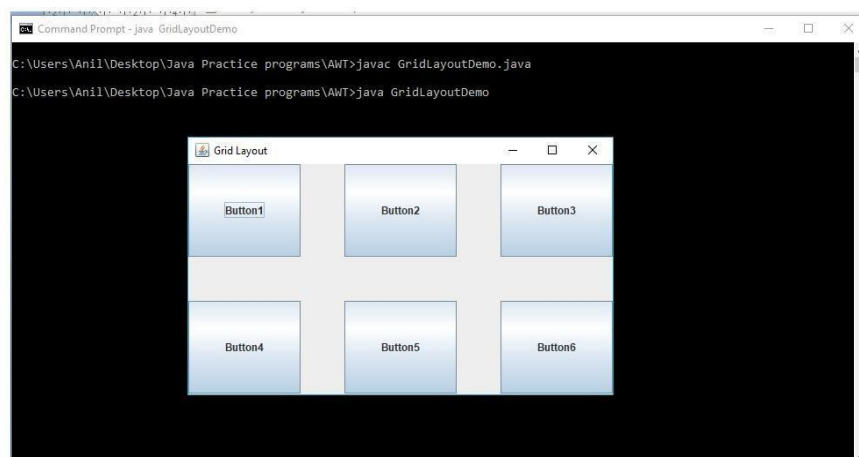 Command Prompt - java GridLayoutDemo
C:\Users\Anil\Desktop\Java Practice programs\AWT>javac GridLayoutDemo.java
C:\Users\Anil\Desktop\Java Practice programs\AWT>java GridLayoutDemo
Grid Layout
Button1 Button2 Button3
Button4 Button5 Button6